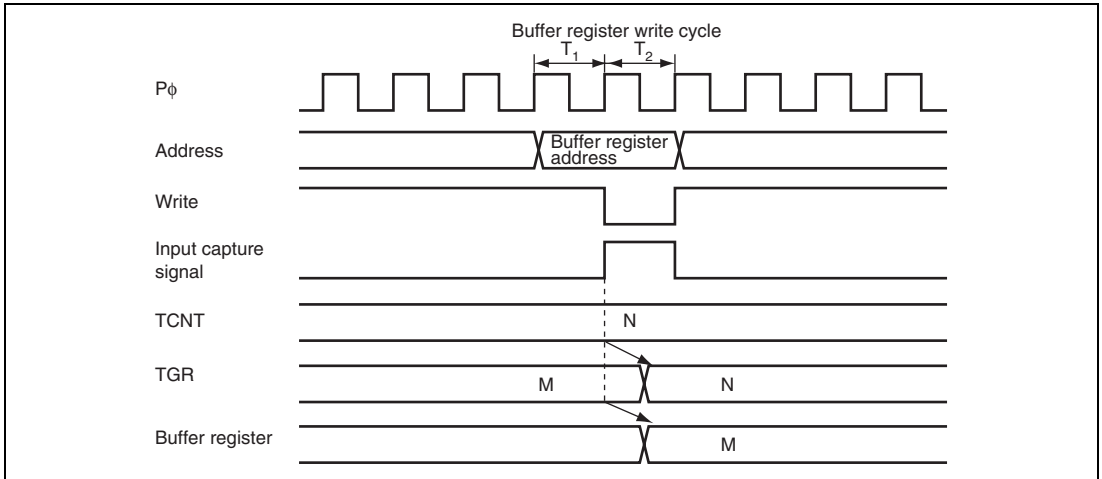 Buffer register write cycle
T1 T2
Pφ
Address
Buffer register
address
Write
Input capture
signal
TCNT
N
TGR
M
N
Buffer register
M